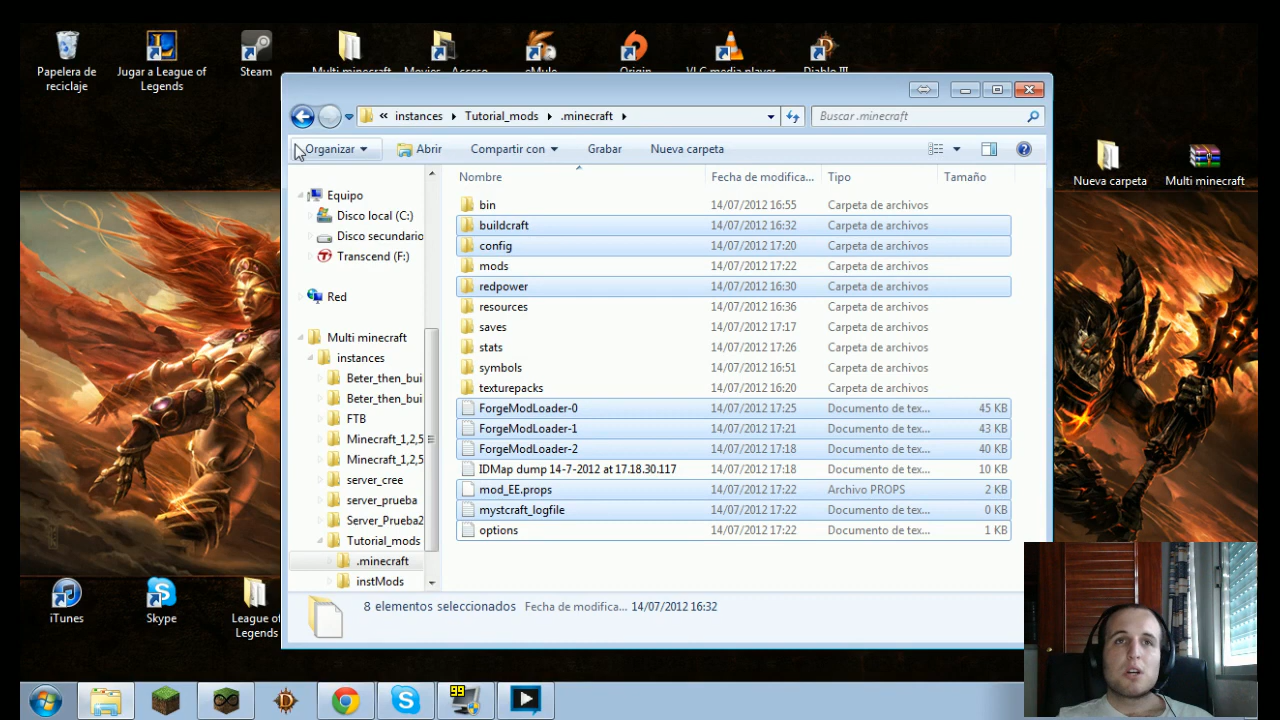 Papelera de reciclaje
Jugar a League of Legends
Steam
Multi minecraft
Movies - Acceso
eMule
Origin
VLC media player
Diablo III
instances
Tutorial_mods
.minecraft
Buscar .minecraft
Organizar
Abrir
Compartir con
Grabar
Nueva carpeta
Nombre
Fecha de modifica...
Tipo
Tamaño
Equipo
Disco local (C:)
Disco secundario
Transcend (F:)
Red
Multi minecraft
instances
Beter_then_bui
Beter_then_bui
FTB
Minecraft_1,2,5
Minecraft_1,2,5
server_cree
server_prueba
Server_Prueba2
Tutorial_mods
.minecraft
instMods
bin 14/07/2012 16:55 Carpeta de archivos
buildcraft 14/07/2012 16:32 Carpeta de archivos
config 14/07/2012 17:20 Carpeta de archivos
mods 14/07/2012 17:22 Carpeta de archivos
redpower 14/07/2012 16:30 Carpeta de archivos
resources 14/07/2012 16:36 Carpeta de archivos
saves 14/07/2012 17:17 Carpeta de archivos
stats 14/07/2012 17:26 Carpeta de archivos
symbols 14/07/2012 16:51 Carpeta de archivos
texturepacks 14/07/2012 16:20 Carpeta de archivos
ForgeModLoader-0 14/07/2012 17:25 Documento de tex... 45 KB
ForgeModLoader-1 14/07/2012 17:21 Documento de tex... 43 KB
ForgeModLoader-2 14/07/2012 17:18 Documento de tex... 40 KB
IDMap dump 14-7-2012 at 17.18.30.117 14/07/2012 17:18 Documento de tex... 10 KB
mod_EE.props 14/07/2012 17:22 Archivo PROPS 2 KB
mystcraft_logfile 14/07/2012 17:22 Documento de tex... 0 KB
options 14/07/2012 17:22 Documento de tex... 1 KB
8 elementos seleccionados Fecha de modifica... 14/07/2012 16:32
Nueva carpeta
Multi minecraft
iTunes
Skype
League of Legends
99